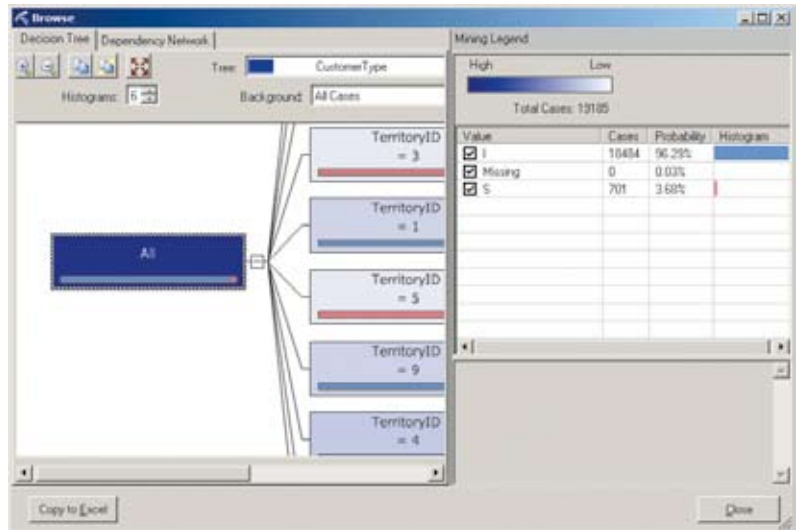 Browse
Decision Tree Dependency Network
Tree: CustomerType
Histograms: 6 Background: All Cases
All
TerritoryID
= 3
TerritoryID
= 1
TerritoryID
= 5
TerritoryID
= 9
TerritoryID
= 4
Mining Legend
High Low
Total Cases: 19185
Value Cases Probability Histogram
I 18484 96.29%
Missing 0 0.03%
S 701 3.68%
Copy to Excel
Close